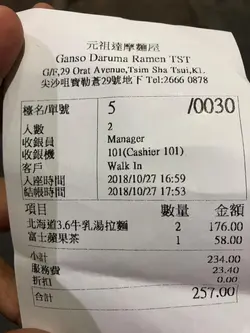 元祖達摩麵屋
Ganso Daruma Ramen TST
G/F,29 Orat Avenue,Tsim Sha Tsui,Kl.
尖沙咀寶勒巷29號地下 Tel:2666 0878
檯名/單號 5 /0030
人數 2
收銀員 Manager
收銀機 101(Cashier 101)
客戶 Walk In
入座時間 2018/10/27 16:59
結帳時間 2018/10/27 17:53
項目 數量 金額
北海道3.6牛乳湯拉麵 2 176.00
富士蘋果茶 1 58.00
小計 234.00
服務費 23.40
折扣 0.00
合計 257.00